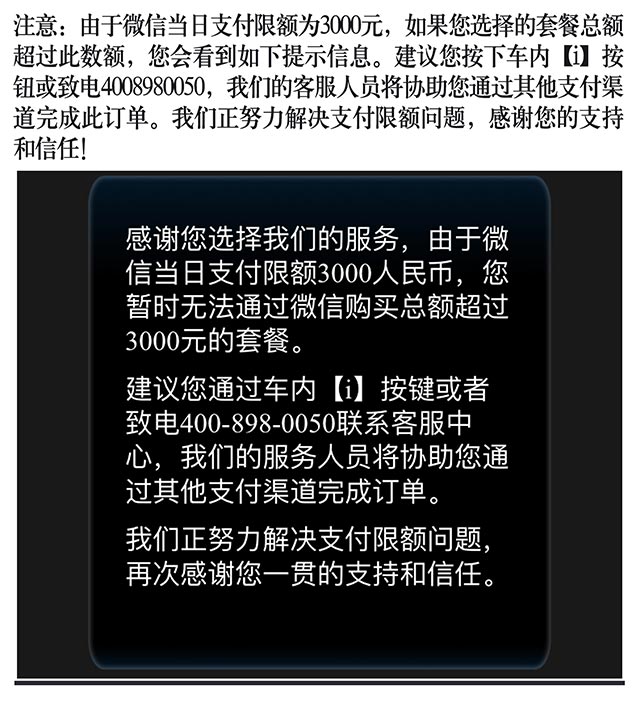 注意：由于微信当日支付限额为3000元，如果您选择的套餐总额
超过此数额，您会看到如下提示信息。建议您按下车内【i】按
钮或致电4008980050，我们的客服人员将协助您通过其他支付渠
道完成此订单。我们正努力解决支付限额问题，感谢您的支持
和信任！
感谢您选择我们的服务，由于微
信当日支付限额3000人民币，您
暂时无法通过微信购买总额超过
3000元的套餐。
建议您通过车内【i】按键或者
致电400-898-0050联系客服中
心，我们的服务人员将协助您通
过其他支付渠道完成订单。
我们正努力解决支付限额问题，
再次感谢您一贯的支持和信任。